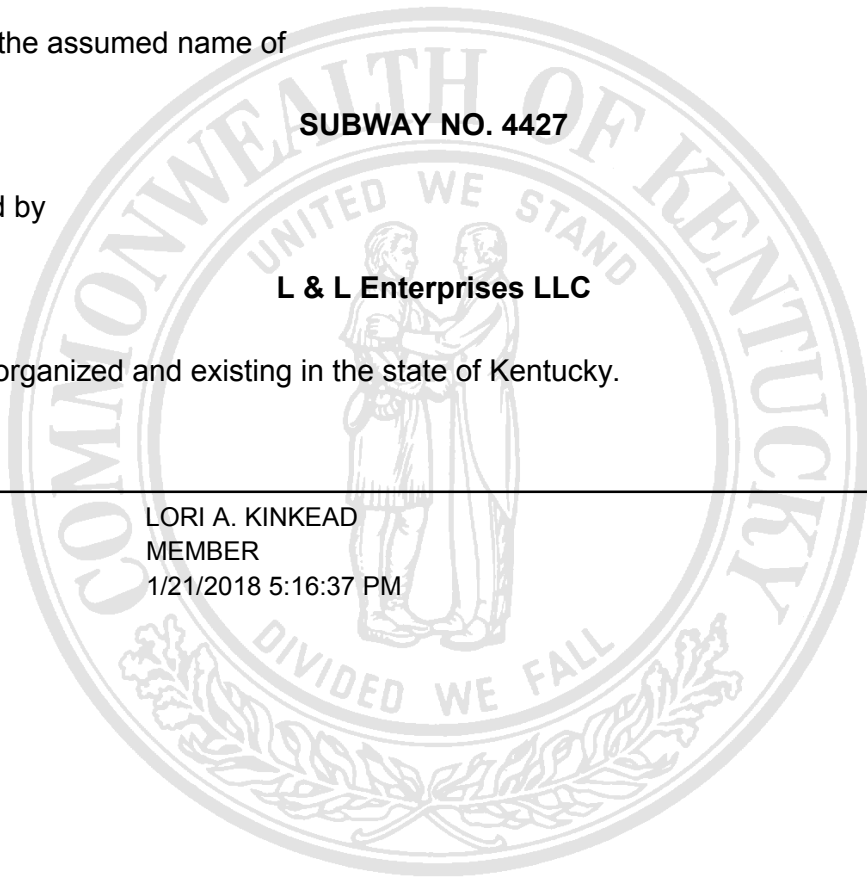 the assumed name of
SUBWAY NO. 4427
d by
L & L Enterprises LLC
organized and existing in the state of Kentucky.
LORI A. KINKEAD
MEMBER
1/21/2018 5:16:37 PM
COMMONWEALTH OF KENTUCKY
UNITED WE STAND
DIVIDED WE FALL